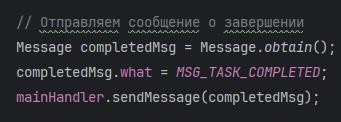 // Отправляем сообщение о завершении
Message completedMsg = Message.obtain();
completedMsg.what = MSG_TASK_COMPLETED;
mainHandler.sendMessage(completedMsg);